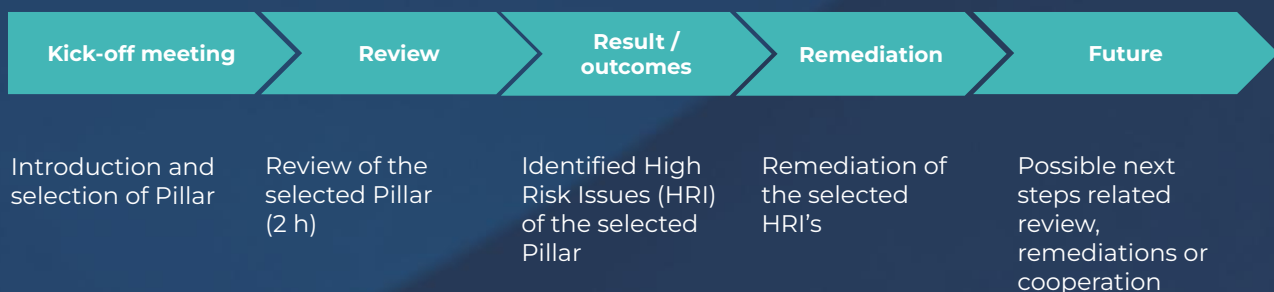 Kick-off meeting
Review
Result /
outcomes
Remediation
Future
Introduction and
selection of Pillar
Review of the
selected Pillar
(2 h)
Identified High
Risk Issues (HRI)
of the selected
Pillar
Remediation of
the selected
HRI's
Possible next
steps related
review,
remediations or
cooperation